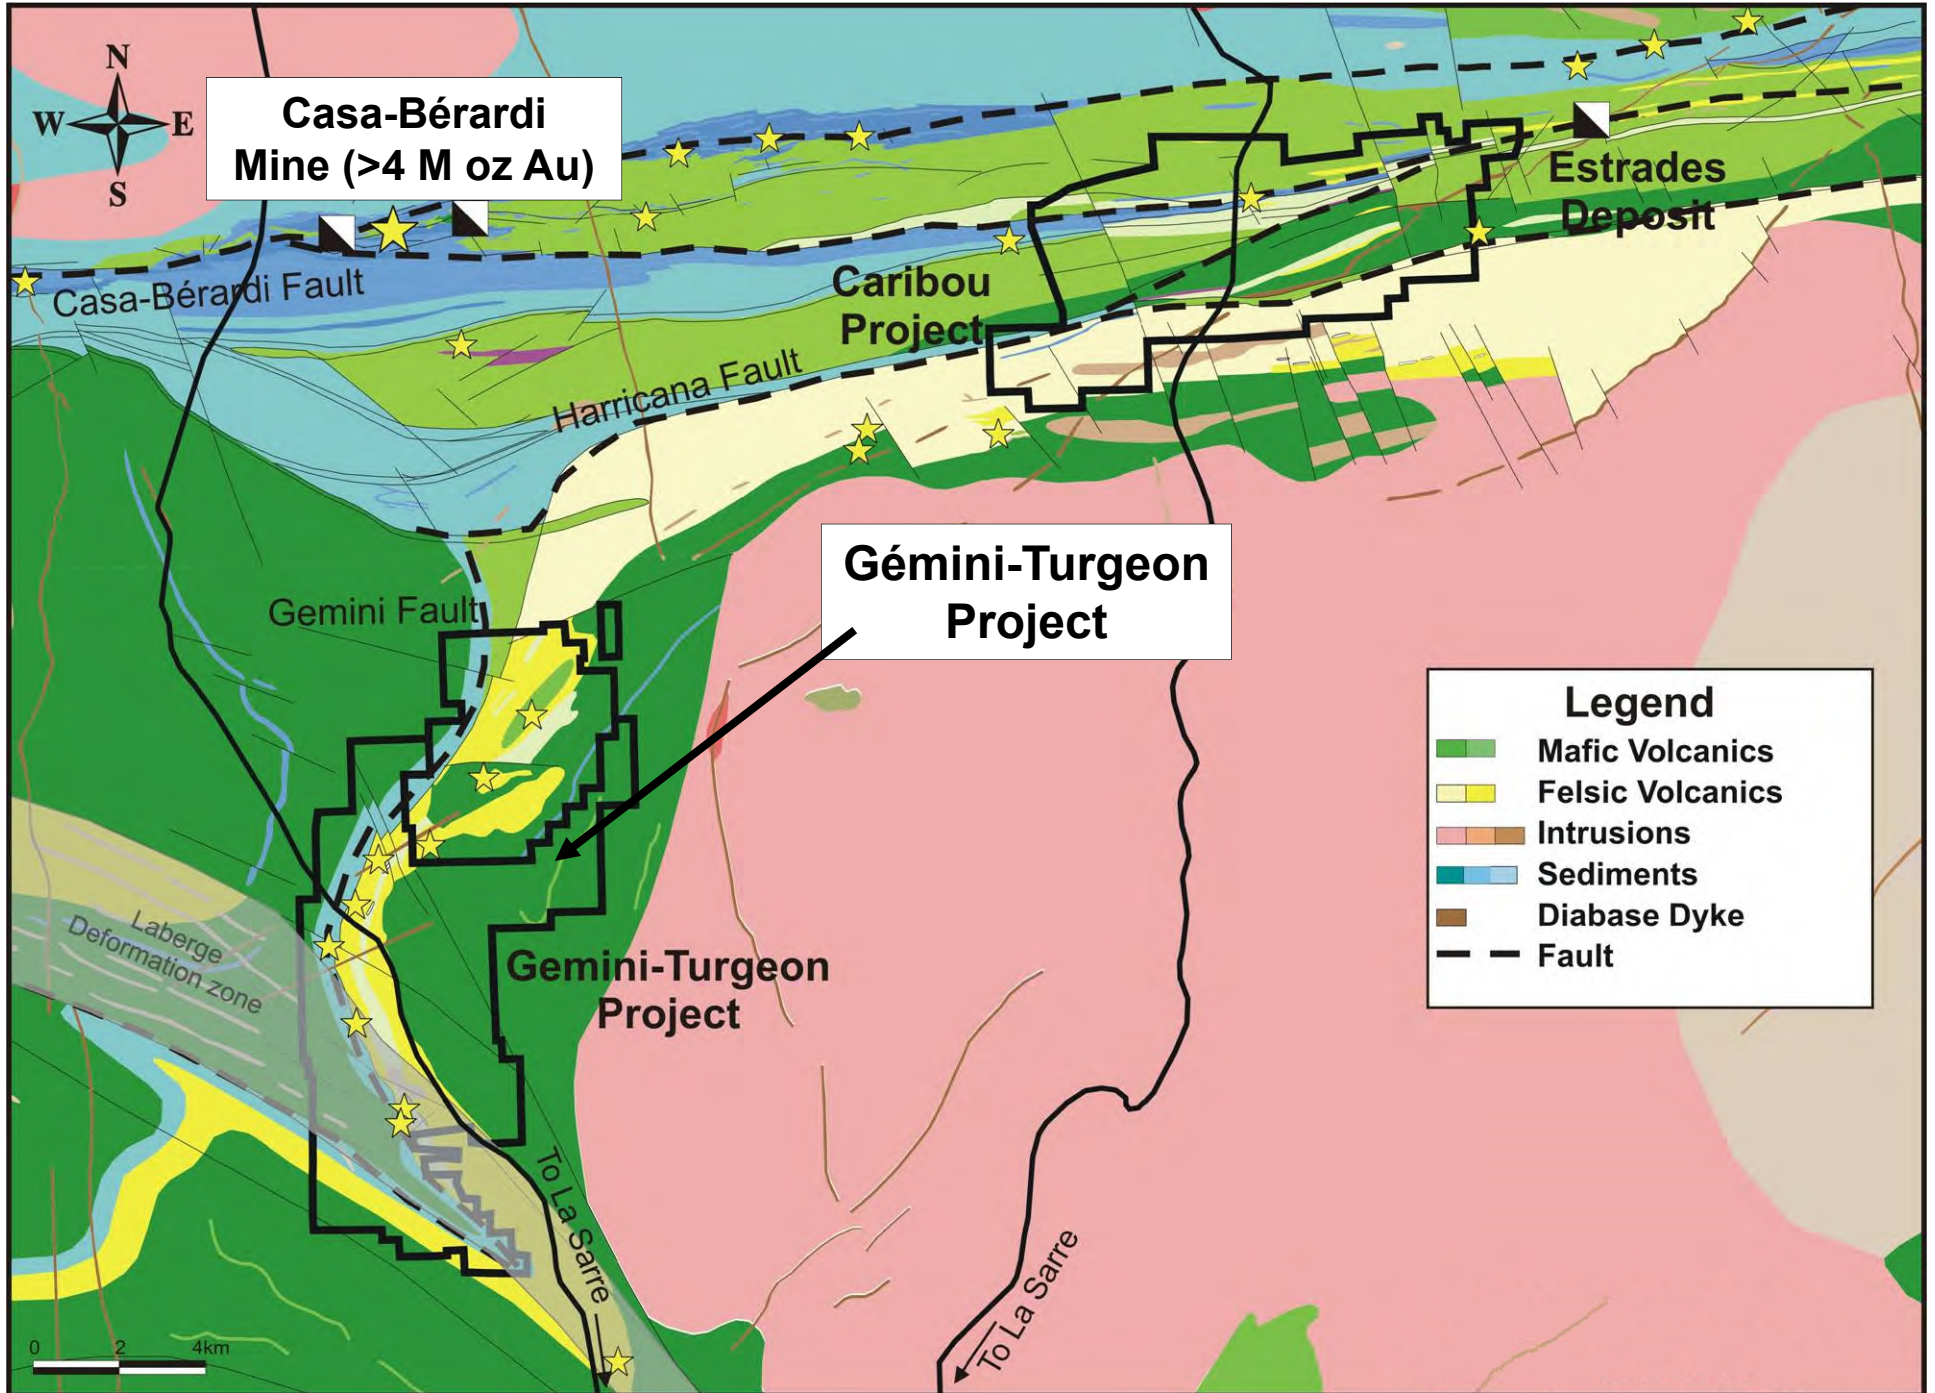 N
W E
S
Casa-Bérardi
Mine (>4 M oz Au)
Estrades
Deposit
Casa-Bérardi Fault
Caribou
Project
Harricana Fault
Gémini-Turgeon
Project
Gemini Fault
Legend
Mafic Volcanics
Felsic Volcanics
Intrusions
Sediments
Diabase Dyke
Fault
Laberge
Deformation zone
Gemini-Turgeon
Project
To La Sarre
To La Sarre
0 2 4km